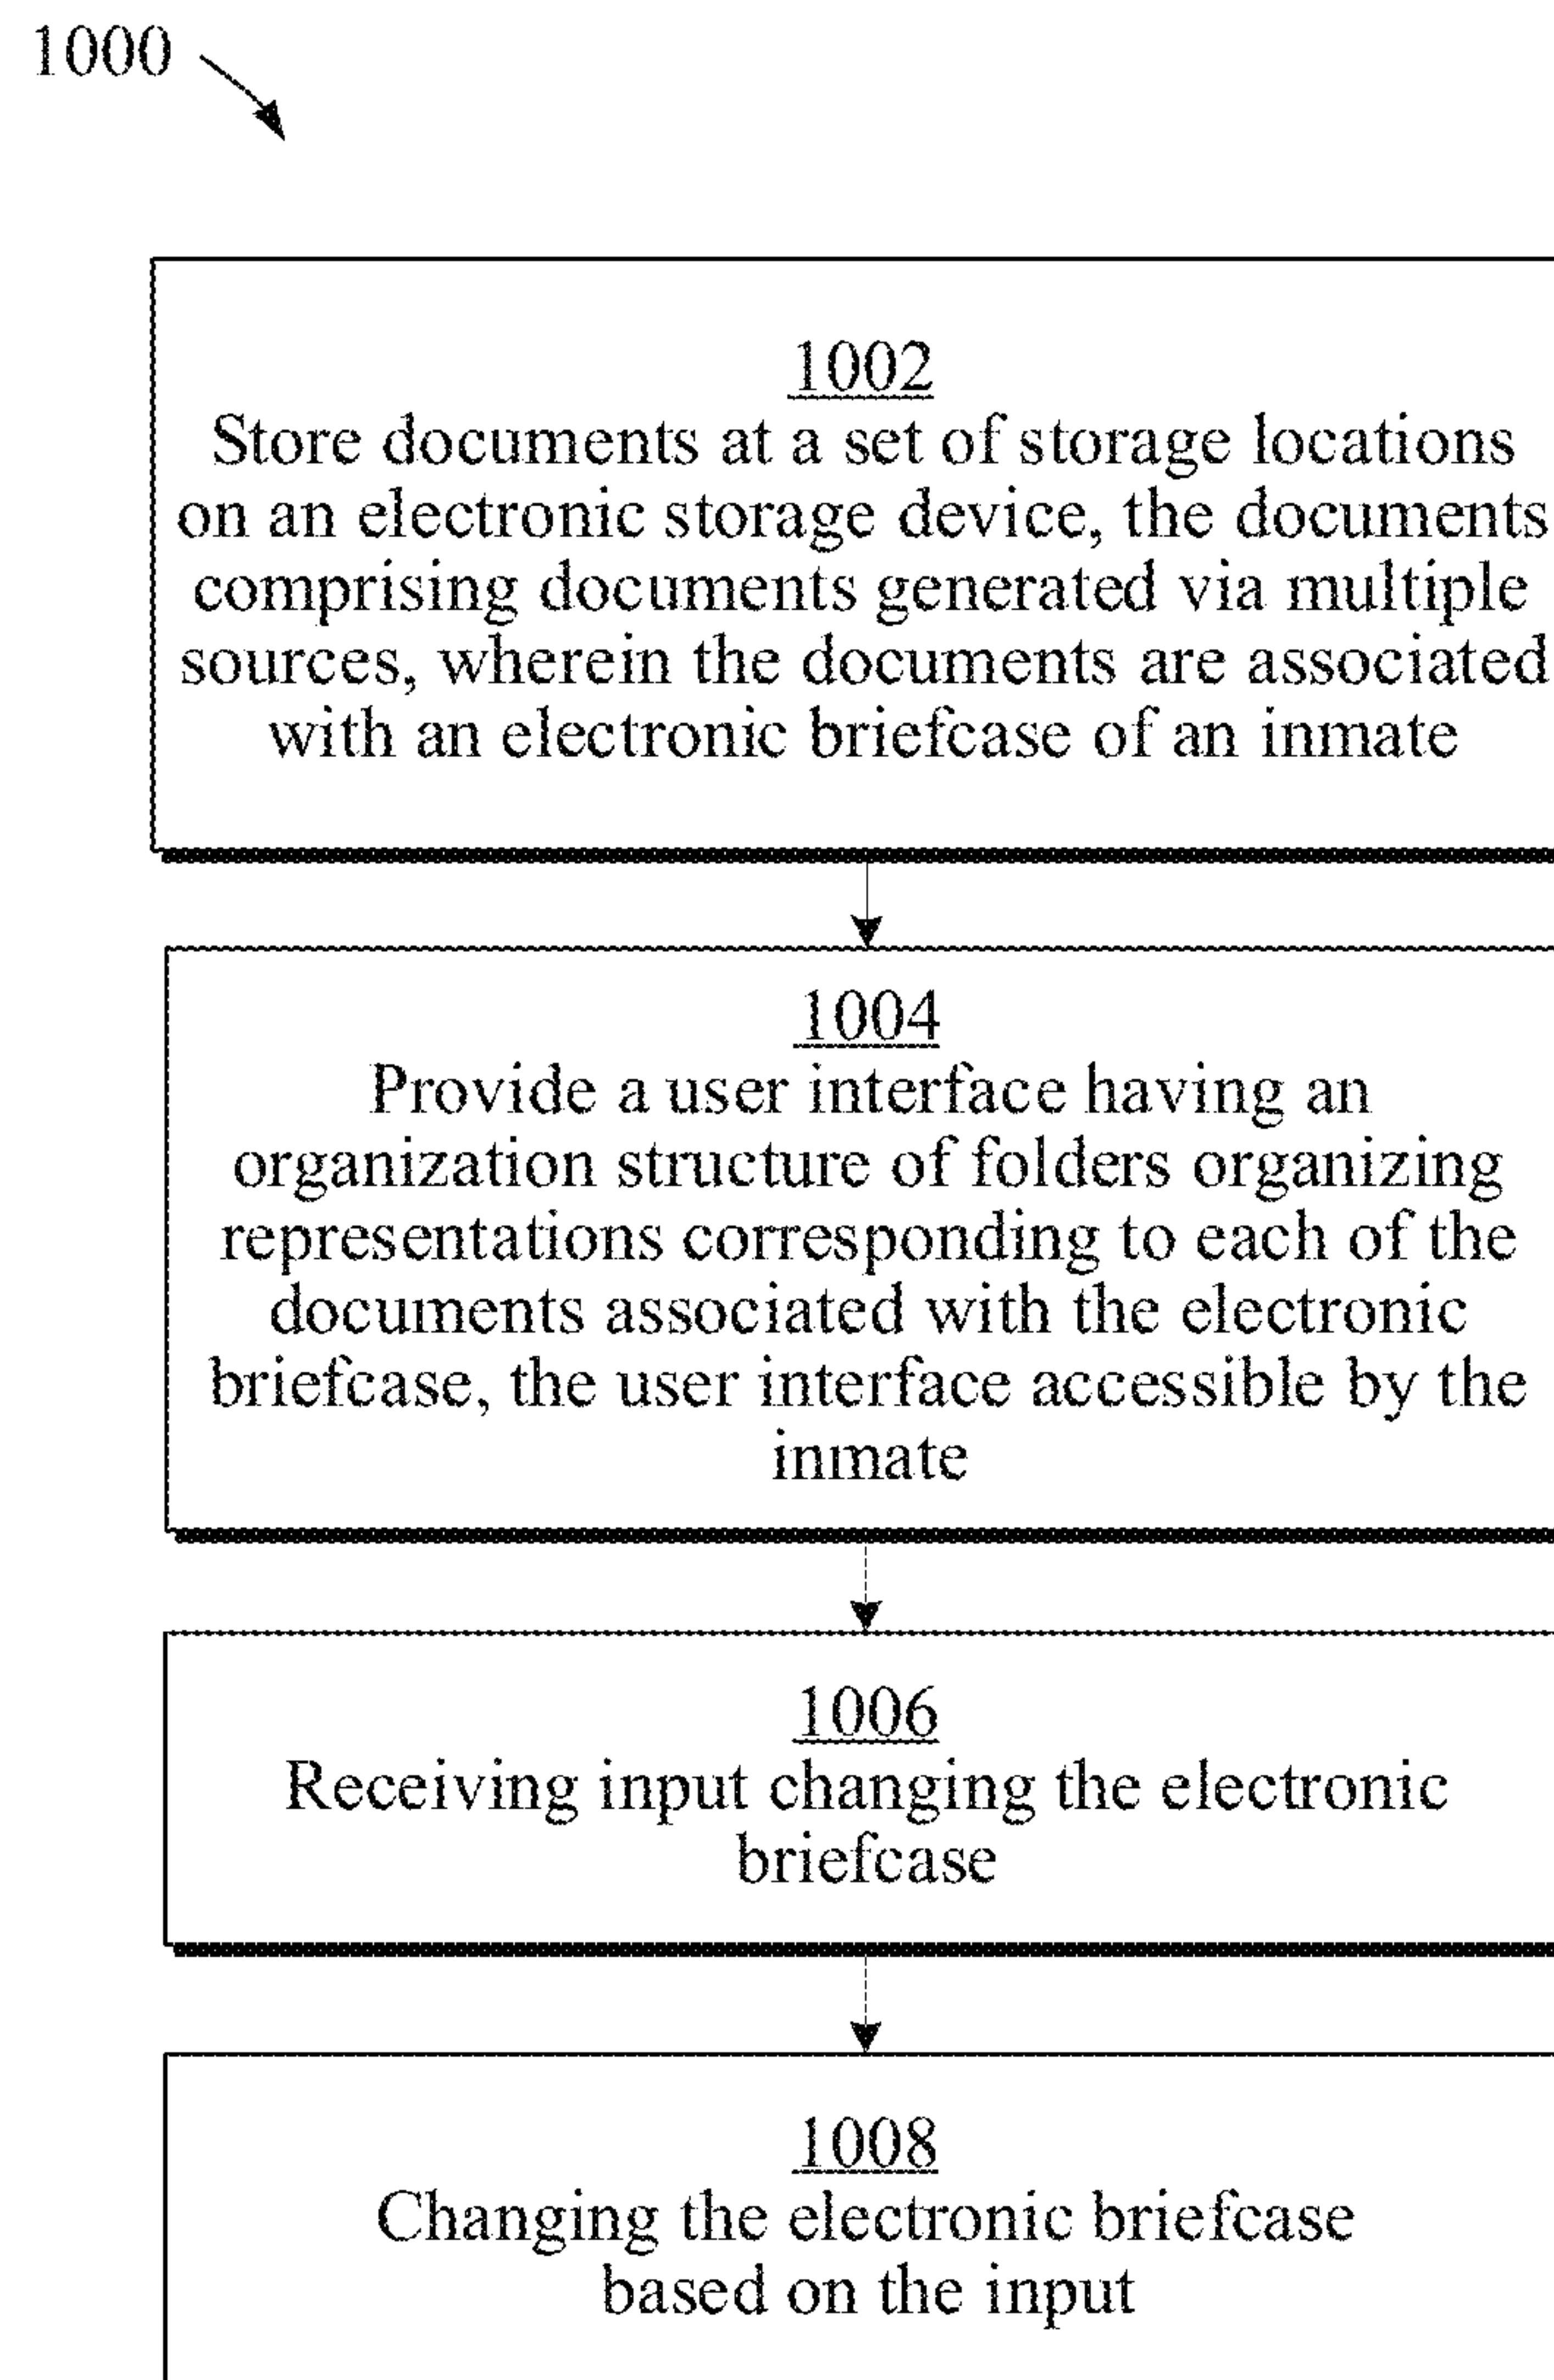 1000
1002
Store documents at a set of storage locations
on an electronic storage device, the documents
comprising documents generated via multiple
sources, wherein the documents are associated
with an electronic briefcase of an inmate
1004
Provide a user interface having an
organization structure of folders organizing
representations corresponding to each of the
documents associated with the electronic
briefcase, the user interface accessible by the
inmate
1006
Receiving input changing the electronic
briefcase
1008
Changing the electronic briefcase
based on the input